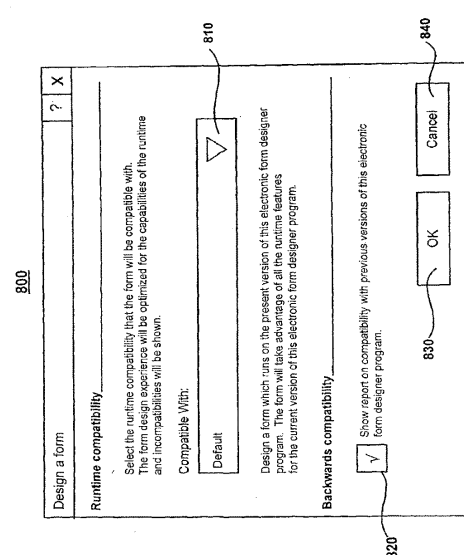 800
Design a form
? X
Runtime compatibility
Select the runtime compatibility that the form will be compatible with.
The form design experience will be optimized for the capabilities of the runtime
and incompatibilities will be shown.
Compatible With:
Default
810
Design a form which runs on the present version of this electronic form designer
program. The form will take advantage of all the runtime features
for the current version of this electronic form designer program.
Backwards compatibility
√ Show report on compatibility with previous versions of this electronic
form designer program.
820
830
OK
Cancel
840